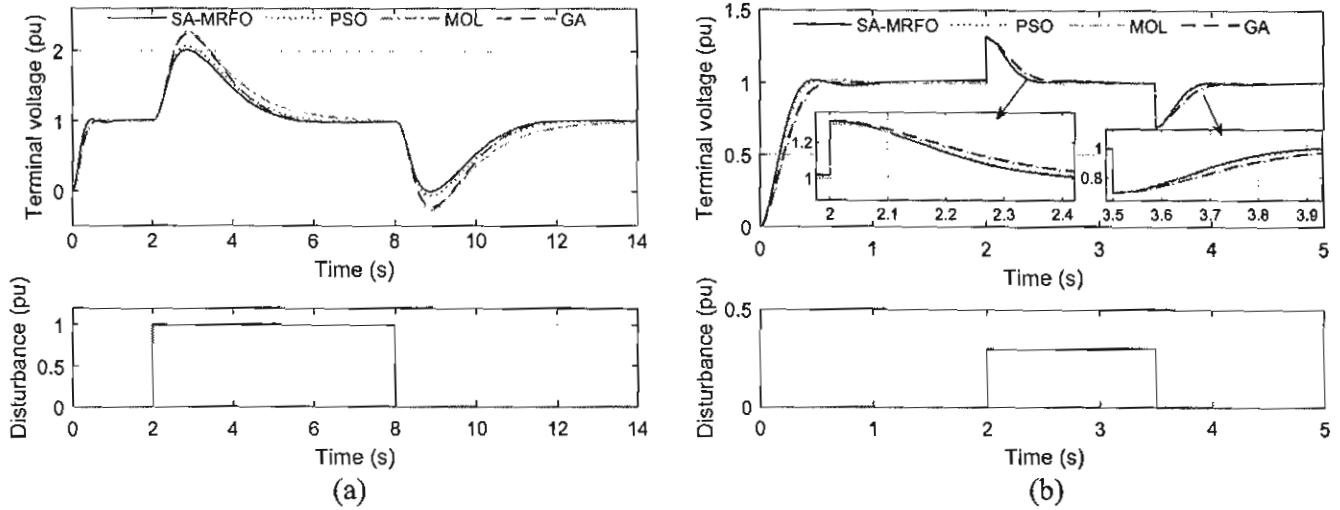 SA-MRFO PSO MOL GA
Terminal voltage (pu)
2
1
0
0 2 4 6 8 10 12 14
Time (s)
Disturbance (pu)
1
0.5
0
0 2 4 6 8 10 12 14
Time (s)
(a)
1.5
SA-MRFO PSO MOL GA
Terminal voltage (pu)
1
0.5
0
1.2
1
2 2.1 2.2 2.3 2.4
1
0.8
3.5 3.6 3.7 3.8 3.9
0 1 2 3 4 5
Time (s)
Disturbance (pu)
0.5
0
0 1 2 3 4 5
Time (s)
(b)